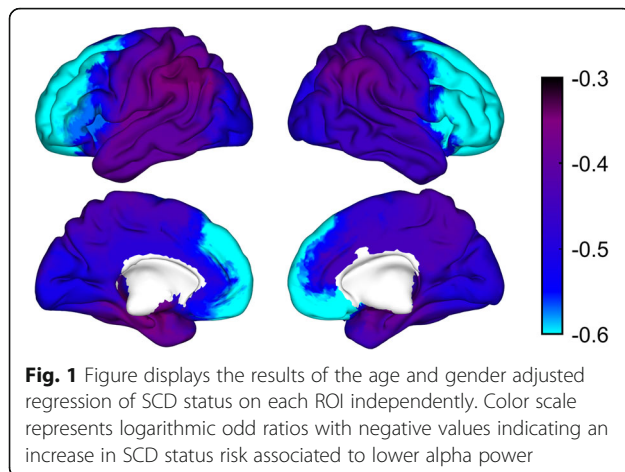 -0.3
-0.4
-0.5
-0.6
Fig. 1 Figure displays the results of the age and gender adjusted
regression of SCD status on each ROI independently. Color scale
represents logarithmic odd ratios with negative values indicating an
increase in SCD status risk associated to lower alpha power